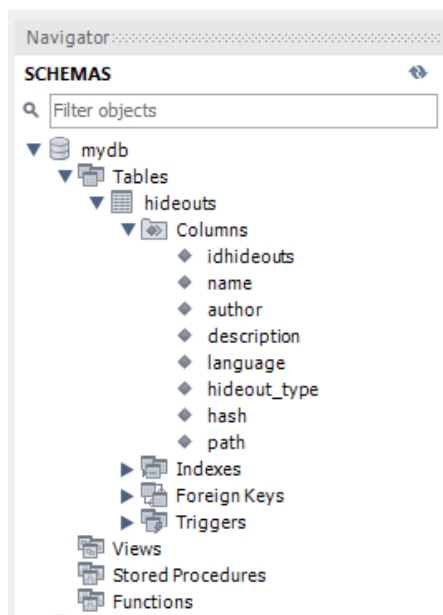 Navigator
SCHEMAS
Filter objects
mydb
Tables
hideouts
Columns
idhideouts
name
author
description
language
hideout_type
hash
path
Indexes
Foreign Keys
Triggers
Views
Stored Procedures
Functions